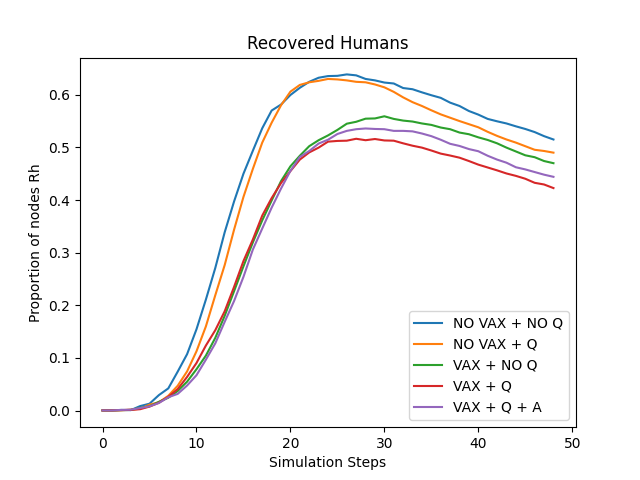 Recovered Humans
Proportion of nodes Rh
0.6
0.5
0.4
0.3
0.2
0.1
0.0
NO VAX + NO Q
NO VAX + Q
VAX + NO Q
VAX + Q
VAX + Q + A
0 10 20 30 40 50
Simulation Steps